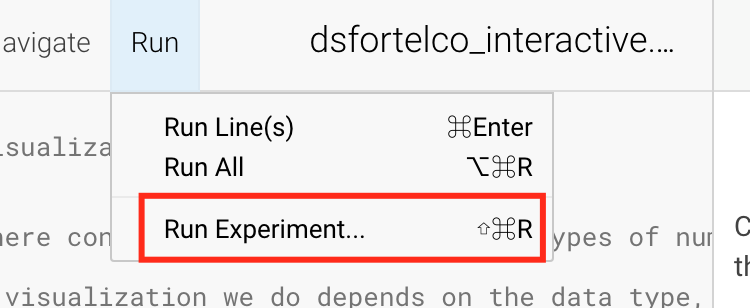 avigate Run dsfortelco_interactive....
Run Line(s) ⌘Enter
isualiza
Run All ⌥⌘R
Run Experiment... ⇧⌘R
here con ypes of num
C
th
visualization we do depends on the data type,